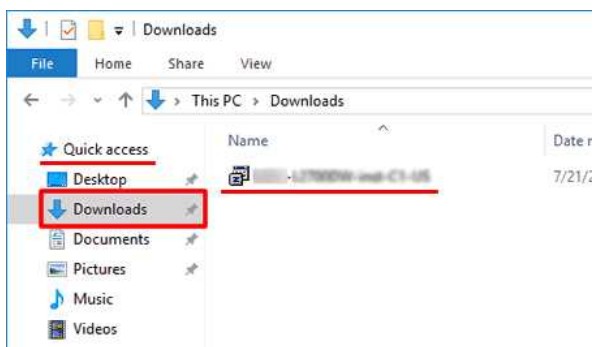 Downloads
File Home Share View
This PC > Downloads
Quick access
Name
Date
Desktop
7/21/2
Downloads
Documents
Pictures
Music
Videos